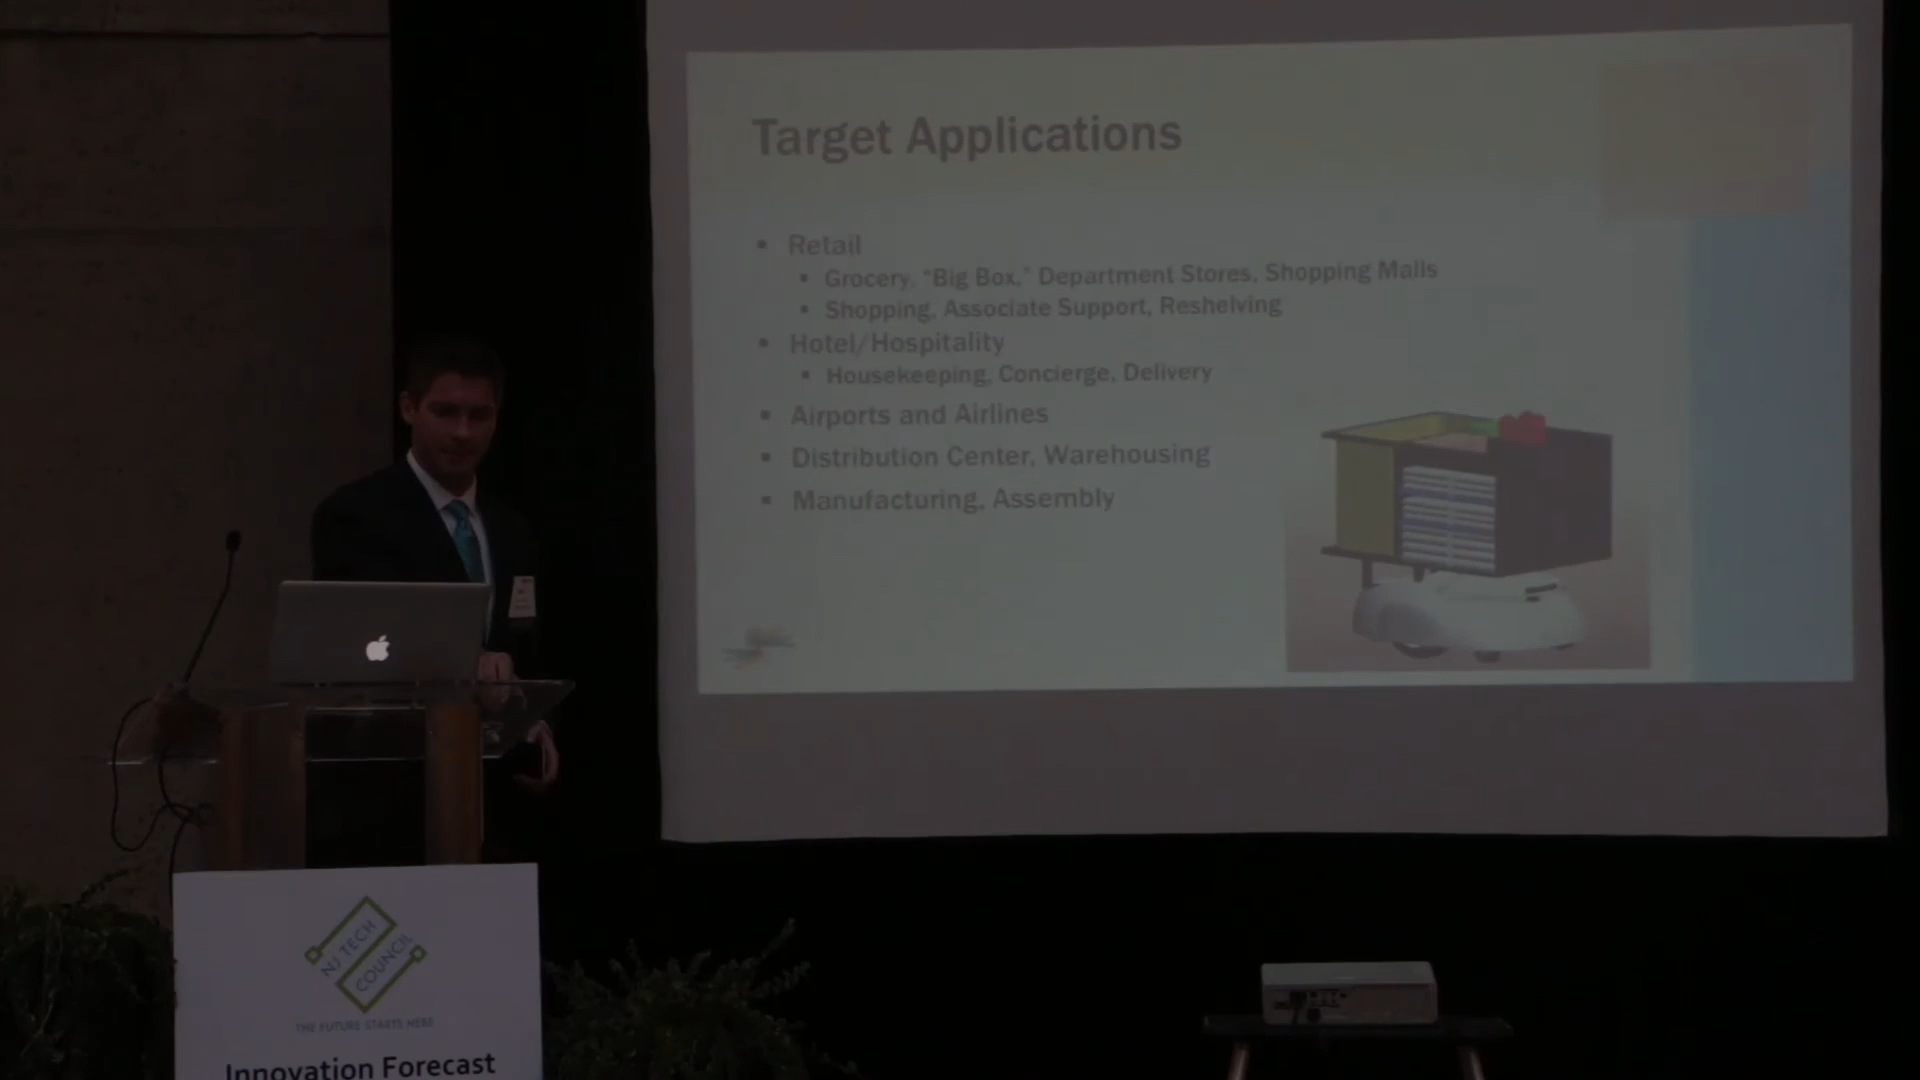 Target Applications
▪ Retail
▪ Grocery, "Big Box," Department Stores, Shopping Malls
▪ Shopping, Associate Support, Reshelving
▪ Hotel/Hospitality
▪ Housekeeping, Concierge, Delivery
▪ Airports and Airlines
▪ Distribution Center, Warehousing
▪ Manufacturing, Assembly
NJ TECH
COUNCIL
THE FUTURE STARTS HERE
Innovation Forecast